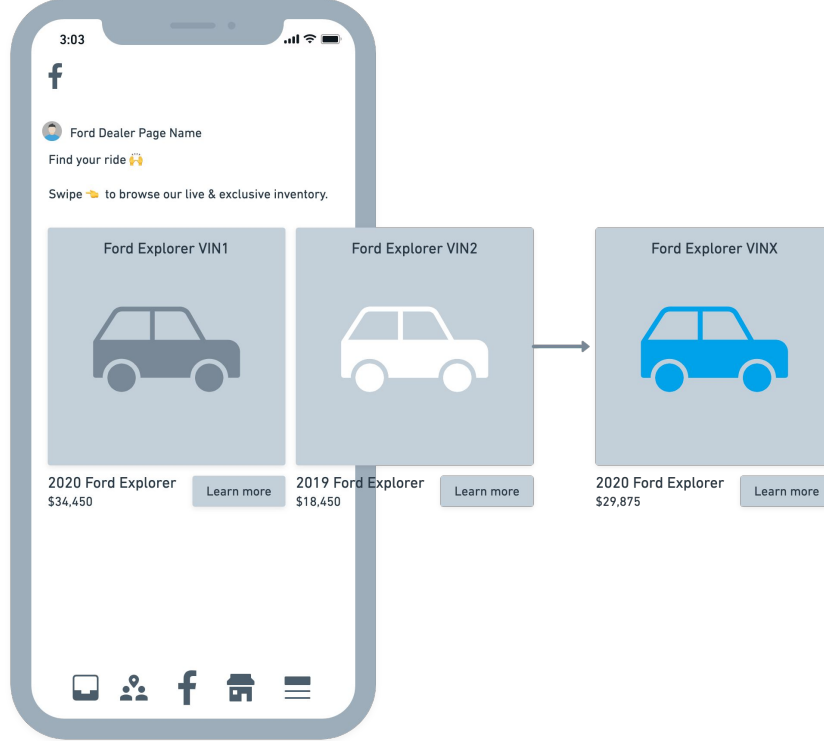 3:03
Ford Dealer Page Name
Find your ride 🙌
Swipe 👈 to browse our live & exclusive inventory.
Ford Explorer VIN1
Ford Explorer VIN2
Ford Explorer VINX
2020 Ford Explorer
$34,450
Learn more
2019 Ford Explorer
$18,450
Learn more
2020 Ford Explorer
$29,875
Learn more